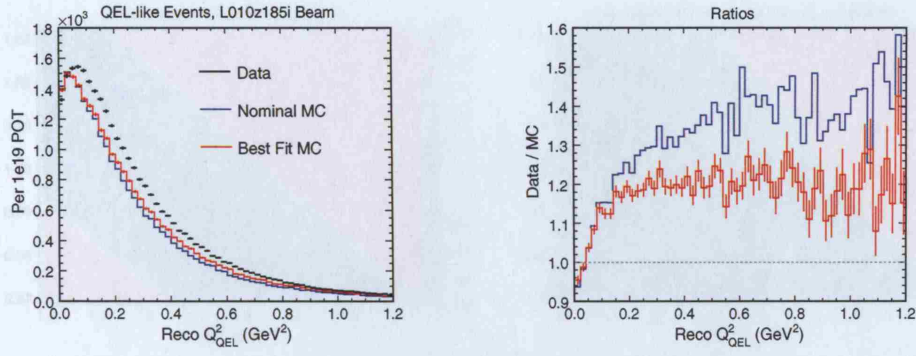 QEL-like Events, L010z185i Beam
×10³
1.8
1.6
1.4
1.2
1.0
0.8
0.6
0.4
0.2
0.0
0.0 0.2 0.4 0.6 0.8 1.0 1.2
Per 1e19 POT
Reco Q²QEL (GeV²)
Data
Nominal MC
Best Fit MC
Ratios
1.6
1.5
1.4
1.3
1.2
1.1
1.0
0.9
0.0 0.2 0.4 0.6 0.8 1.0 1.2
Data / MC
Reco Q²QEL (GeV²)